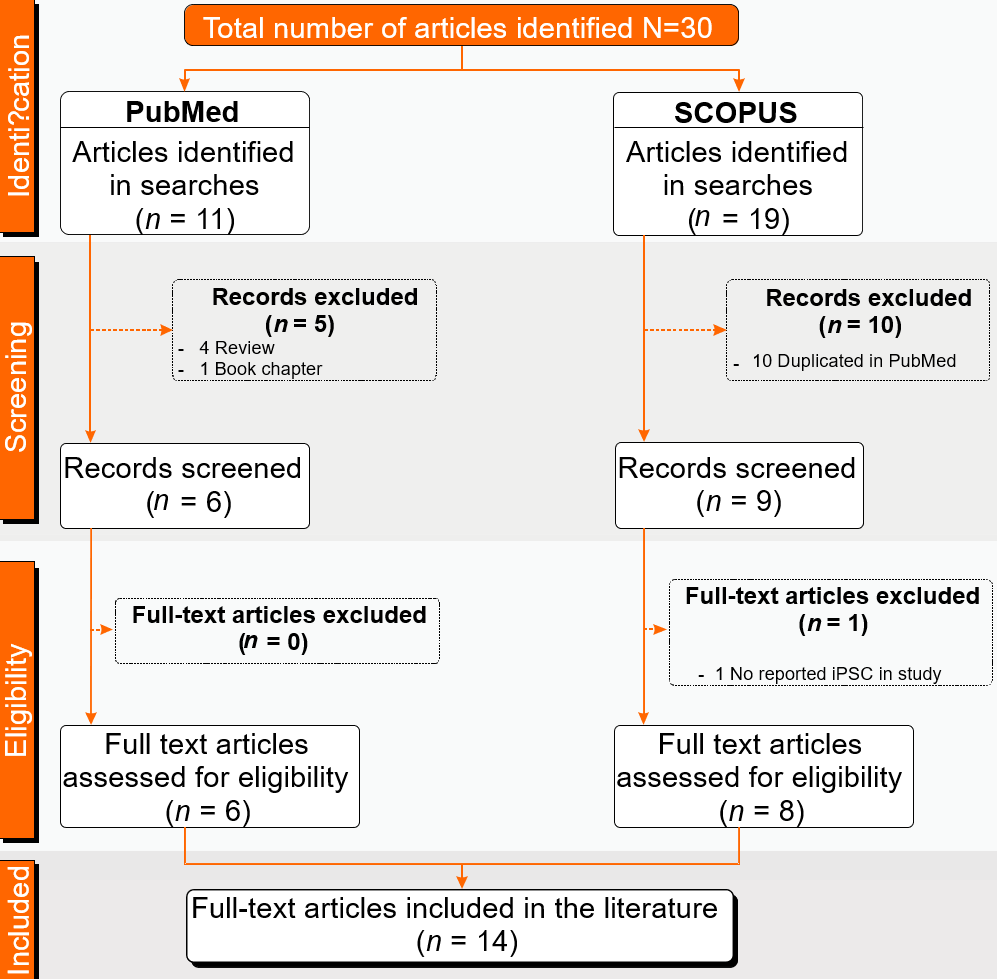 Total number of articles identified N=30
Identi?cation
PubMed
Articles identified
in searches
(n = 11)
SCOPUS
Articles identified
in searches
(n = 19)
Screening
Records excluded
(n = 5)
- 4 Review
- 1 Book chapter
Records excluded
(n = 10)
- 10 Duplicated in PubMed
Records screened
(n = 6)
Records screened
(n = 9)
Eligibility
Full-text articles excluded
(n = 0)
Full-text articles excluded
(n = 1)
- 1 No reported iPSC in study
Full text articles
assessed for eligibility
(n = 6)
Full text articles
assessed for eligibility
(n = 8)
Included
Full-text articles included in the literature
(n = 14)